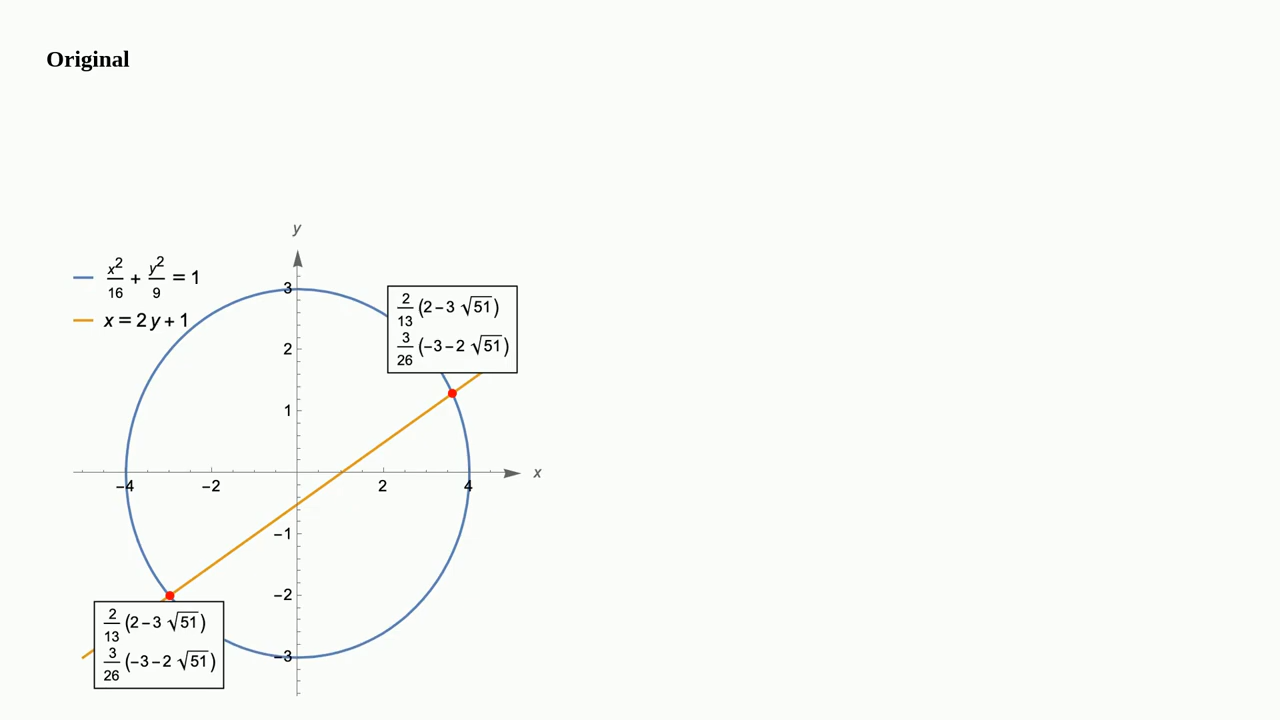 Original
y
x²/16 + y²/9 = 1
x = 2 y + 1
2/13 (2 − 3 √51)
3/26 (−3 − 2 √51)
3
2
1
−4 −2 2 4 x
−1
−2
−3
2/13 (2 − 3 √51)
3/26 (−3 − 2 √51)